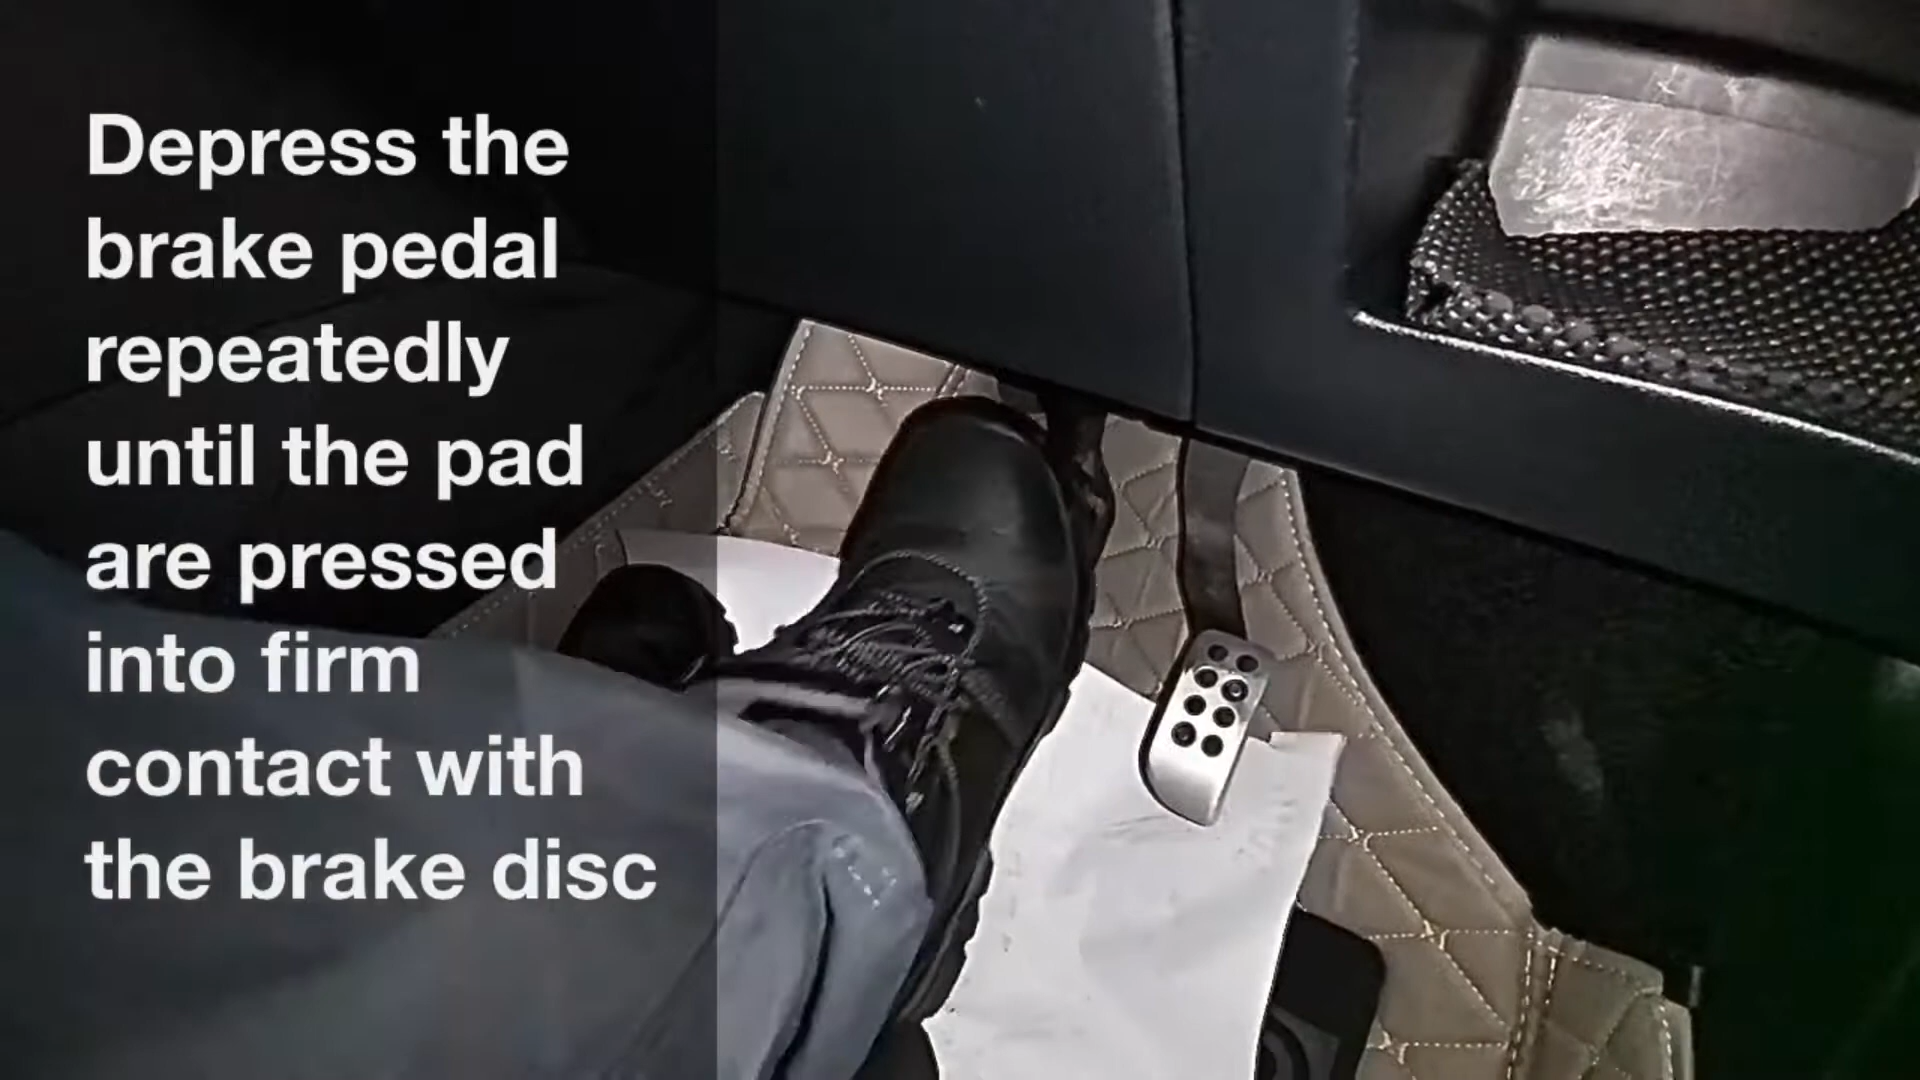 Depress the
brake pedal
repeatedly
until the pad
are pressed
into firm
contact with
the brake disc